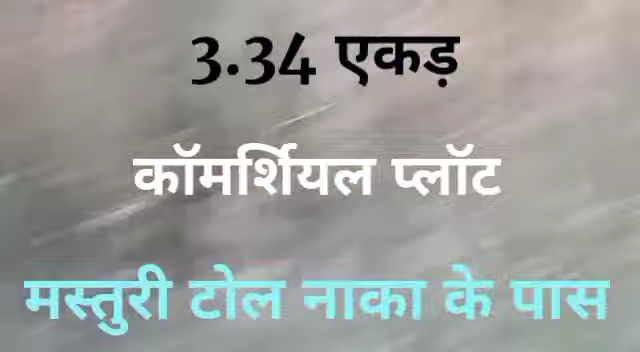 3.34 एकड़
कॉमर्शियल प्लॉट
मस्तुरी टोल नाका के पास